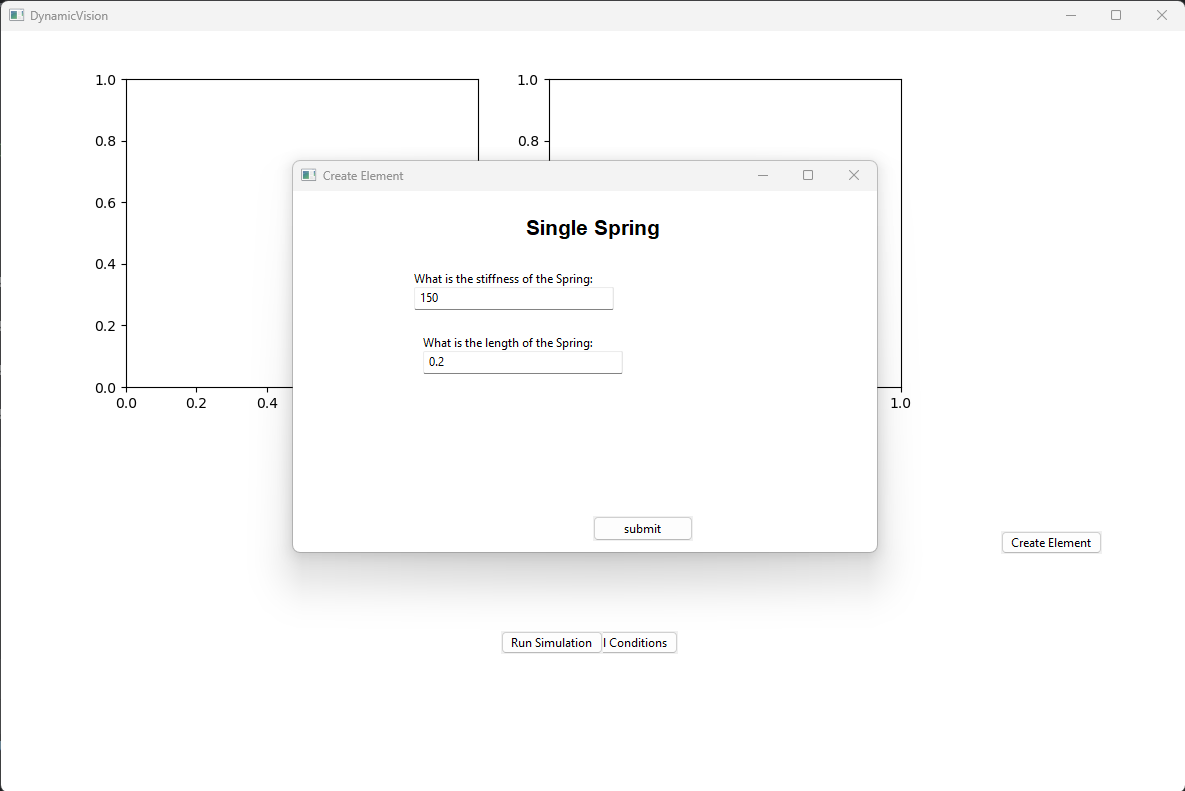 DynamicVision
1.0
0.8
0.6
0.4
0.2
0.0
0.0 0.2 0.4
1.0
0.8
1.0
Create Element
Single Spring
What is the stiffness of the Spring:
150
What is the length of the Spring:
0.2
submit
Create Element
Run Simulation l Conditions